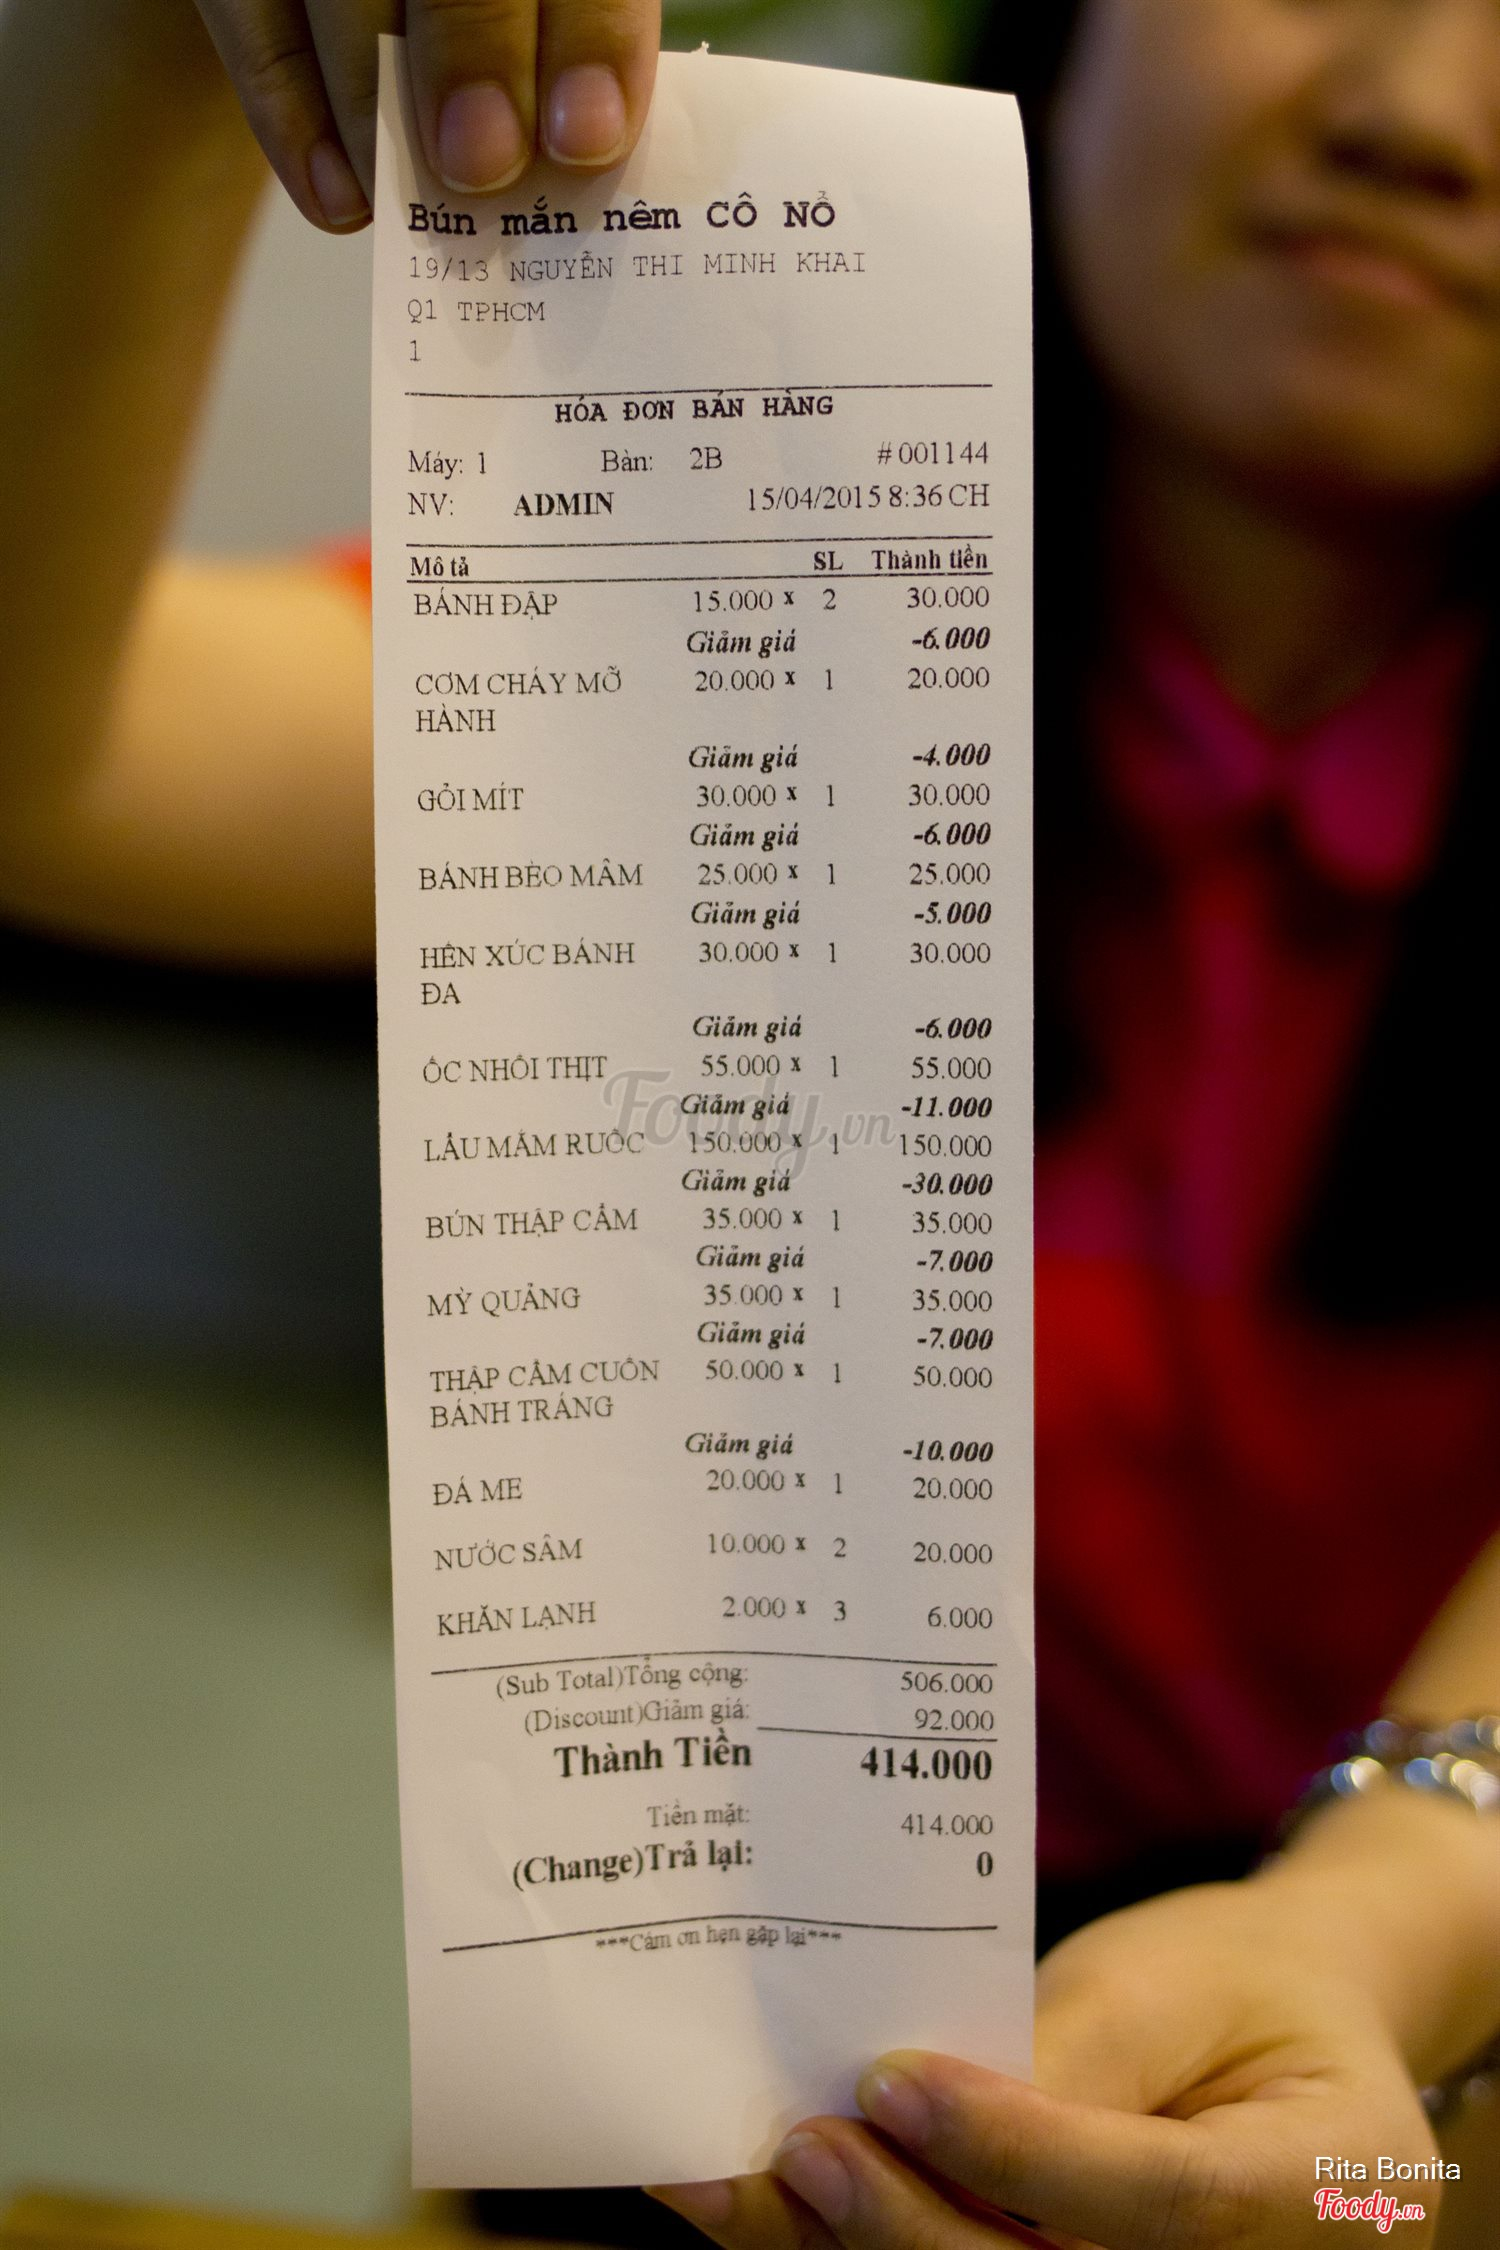 Bún mắn nêm CÔ NỔ
19/13 NGUYỄN THI MINH KHAI
Q1 TPHCM
1
HÓA ĐƠN BÁN HÀNG
Máy: 1 Bàn: 2B #001144
NV: ADMIN 15/04/2015 8:36 CH
Mô tả SL Thành tiền
BÁNH ĐẬP 15.000 x 2 30.000
Giảm giá -6.000
CƠM CHÁY MỠ 20.000 x 1 20.000
HÀNH
Giảm giá -4.000
GỎI MÍT 30.000 x 1 30.000
Giảm giá -6.000
BÁNH BÈO MÂM 25.000 x 1 25.000
Giảm giá -5.000
HẾN XÚC BÁNH 30.000 x 1 30.000
ĐA
Giảm giá -6.000
ỐC NHỒI THỊT 55.000 x 1 55.000
Giảm giá -11.000
LẨU MẮM RUỐC 150.000 x 1 150.000
Giảm giá -30.000
BÚN THẬP CẨM 35.000 x 1 35.000
Giảm giá -7.000
MỲ QUẢNG 35.000 x 1 35.000
Giảm giá -7.000
THẬP CẨM CUỐN 50.000 x 1 50.000
BÁNH TRÁNG
Giảm giá -10.000
ĐÁ ME 20.000 x 1 20.000
NƯỚC SÂM 10.000 x 2 20.000
KHĂN LẠNH 2.000 x 3 6.000
(Sub Total)Tổng cộng: 506.000
(Discount)Giảm giá: 92.000
Thành Tiền 414.000
Tiền mặt: 414.000
(Change)Trả lại: 0
***Cám ơn hẹn gặp lại***
Foody.vn
Rita Bonita
Foody.vn